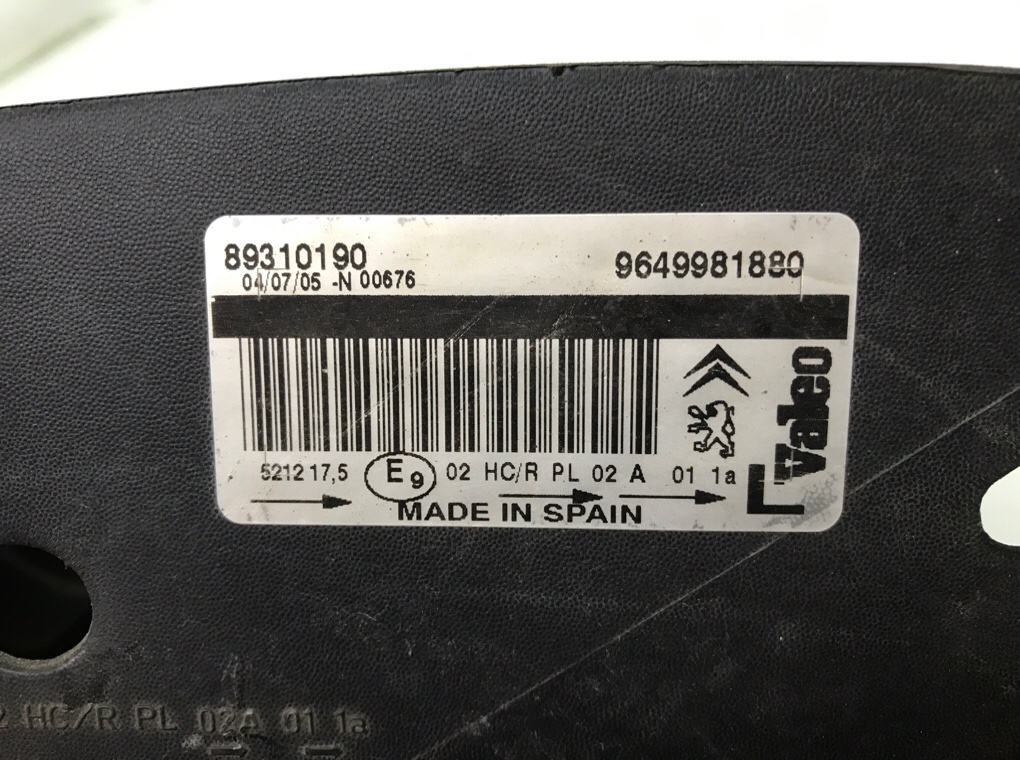 89310190
9649981880
04/07/05 -N 00676
Valeo
5212 17,5 E9 02 HC/R PL 02 A 01 1a
L
MADE IN SPAIN
2 HC/R PL 02A 01 1a